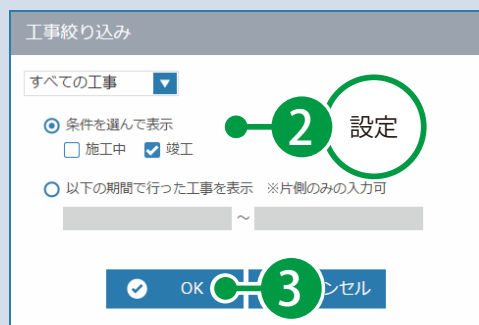 工事絞り込み
すべての工事
条件を選んで表示
2 設定
施工中 竣工
以下の期間で行った工事を表示 ※片側のみの入力可
～
OK 3 ンセル